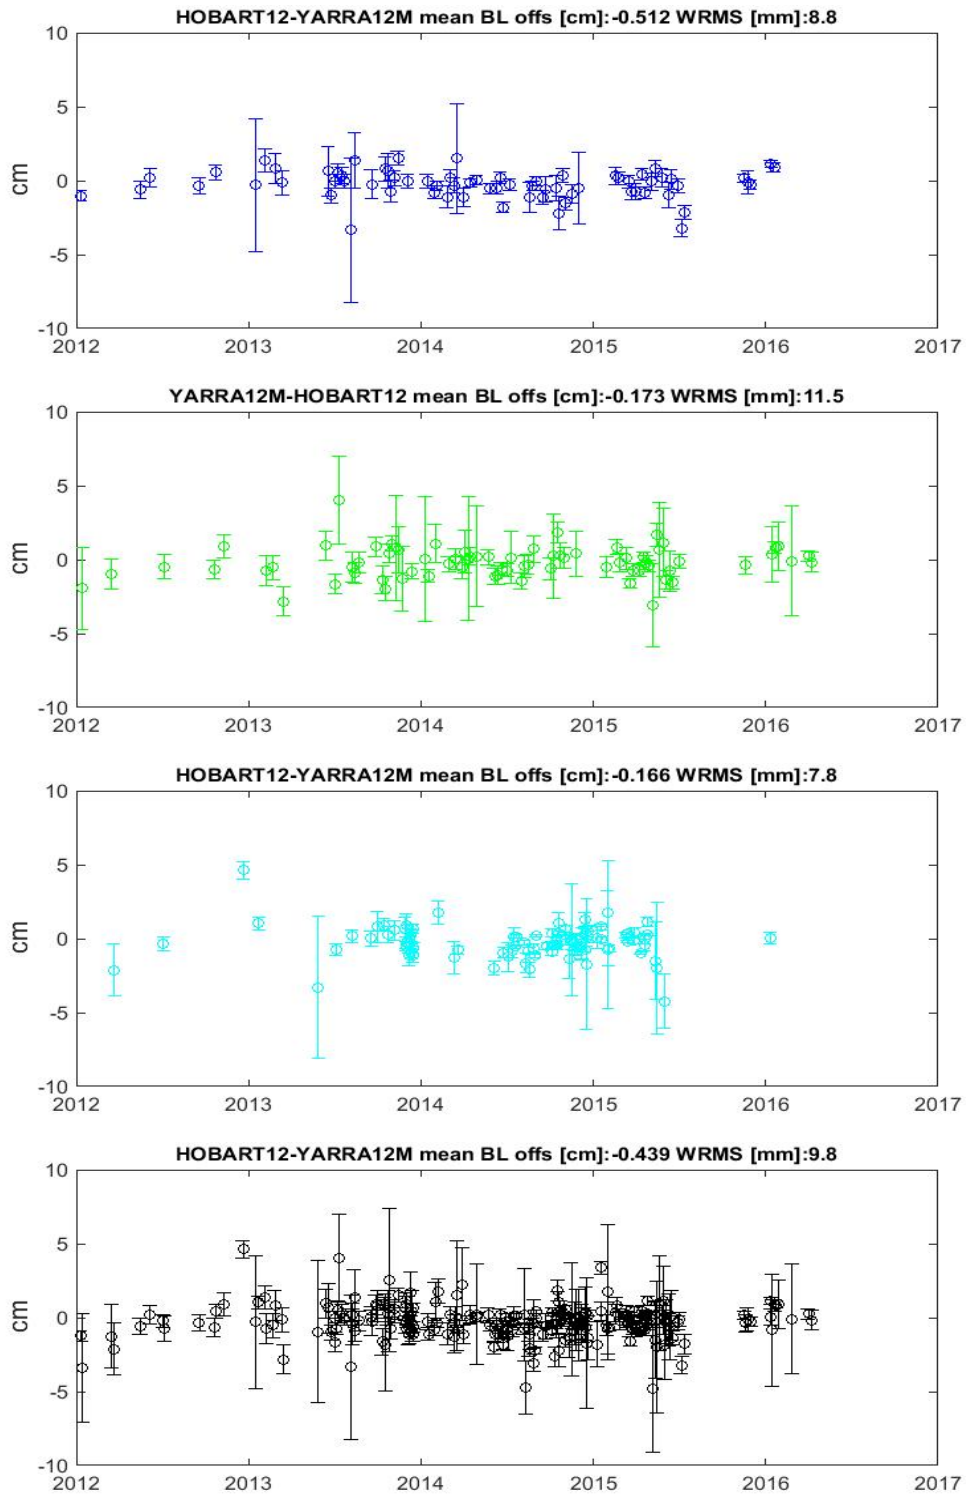 HOBART12-YARRA12M mean BL offs [cm]:-0.512 WRMS [mm]:8.8
10
5
0
-5
-10
cm
2012 2013 2014 2015 2016 2017
YARRA12M-HOBART12 mean BL offs [cm]:-0.173 WRMS [mm]:11.5
10
5
0
-5
-10
cm
2012 2013 2014 2015 2016 2017
HOBART12-YARRA12M mean BL offs [cm]:-0.166 WRMS [mm]:7.8
10
5
0
-5
-10
cm
2012 2013 2014 2015 2016 2017
HOBART12-YARRA12M mean BL offs [cm]:-0.439 WRMS [mm]:9.8
10
5
0
-5
-10
cm
2012 2013 2014 2015 2016 2017